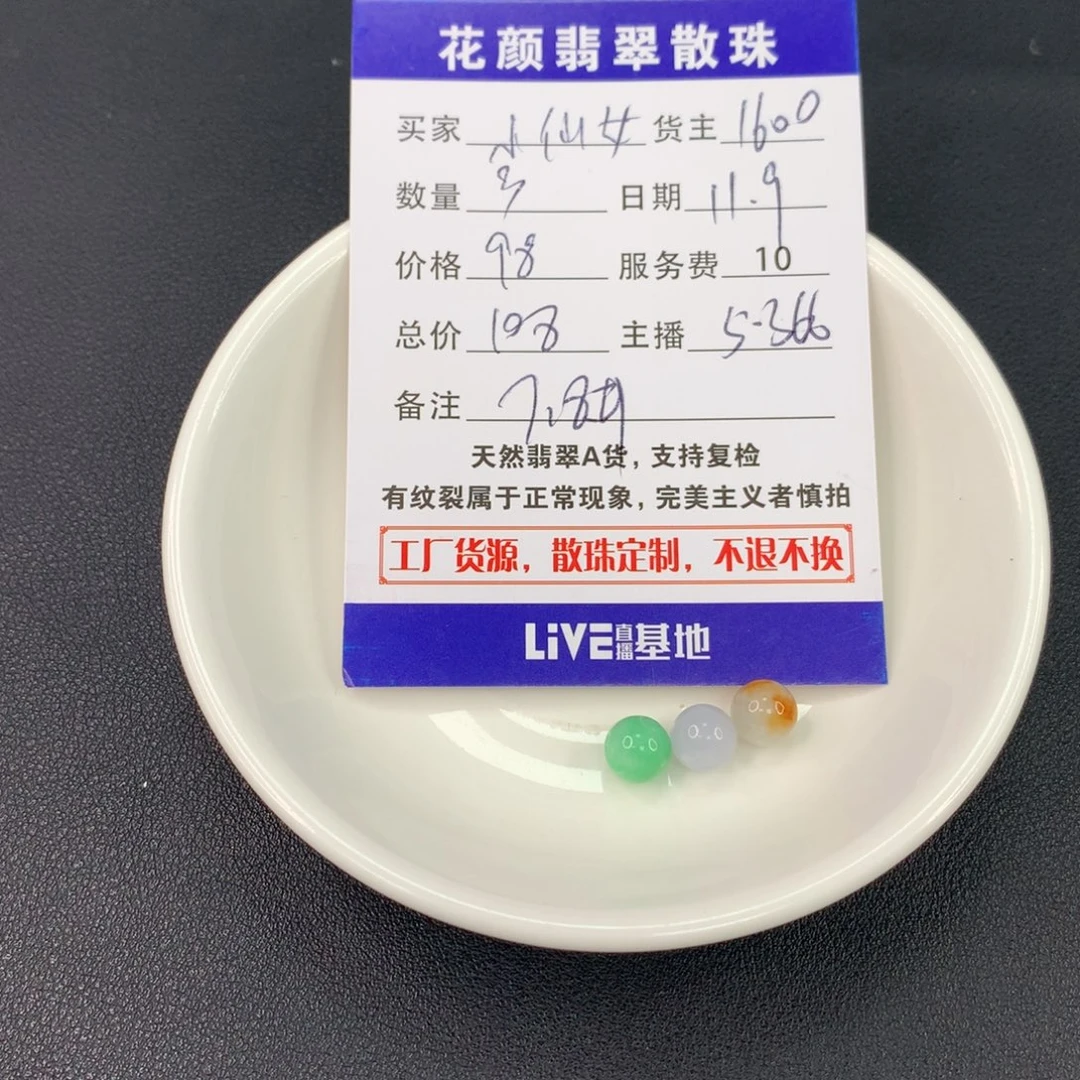 花颜翡翠散珠
买家 小仙女 货主 1600
数量 3 日期 11.9
价格 98 服务费 10
总价 108 主播 5-366
备注 7.8
天然翡翠A货，支持复检
有纹裂属于正常现象，完美主义者慎拍
工厂货源，散珠定制，不退不换
LiVE直播基地